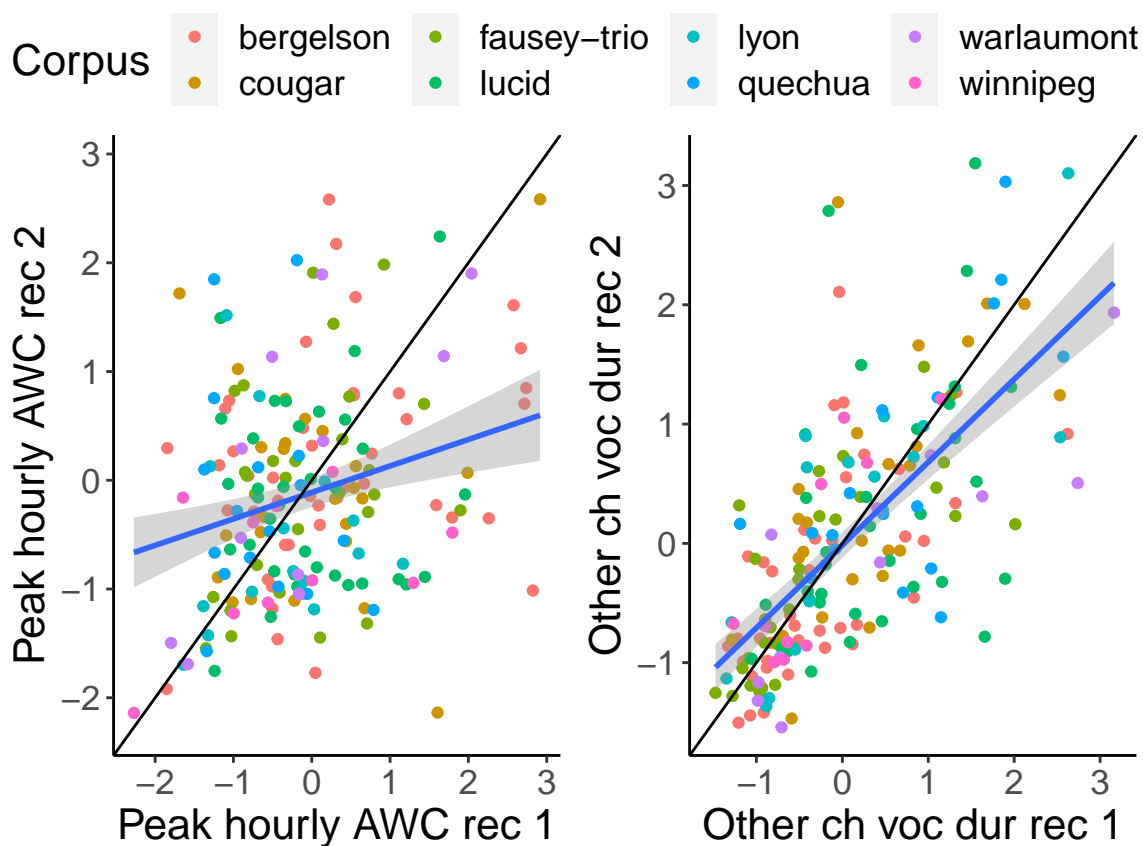 Corpus
bergelson
fausey−trio
lyon
warlaumont
cougar
lucid
quechua
winnipeg
Peak hourly AWC rec 2
3
2
1
0
−1
−2
−2
−1
0
1
2
3
Peak hourly AWC rec 1
Other ch voc dur rec 2
3
2
1
0
−1
−1
0
1
2
3
Other ch voc dur rec 1